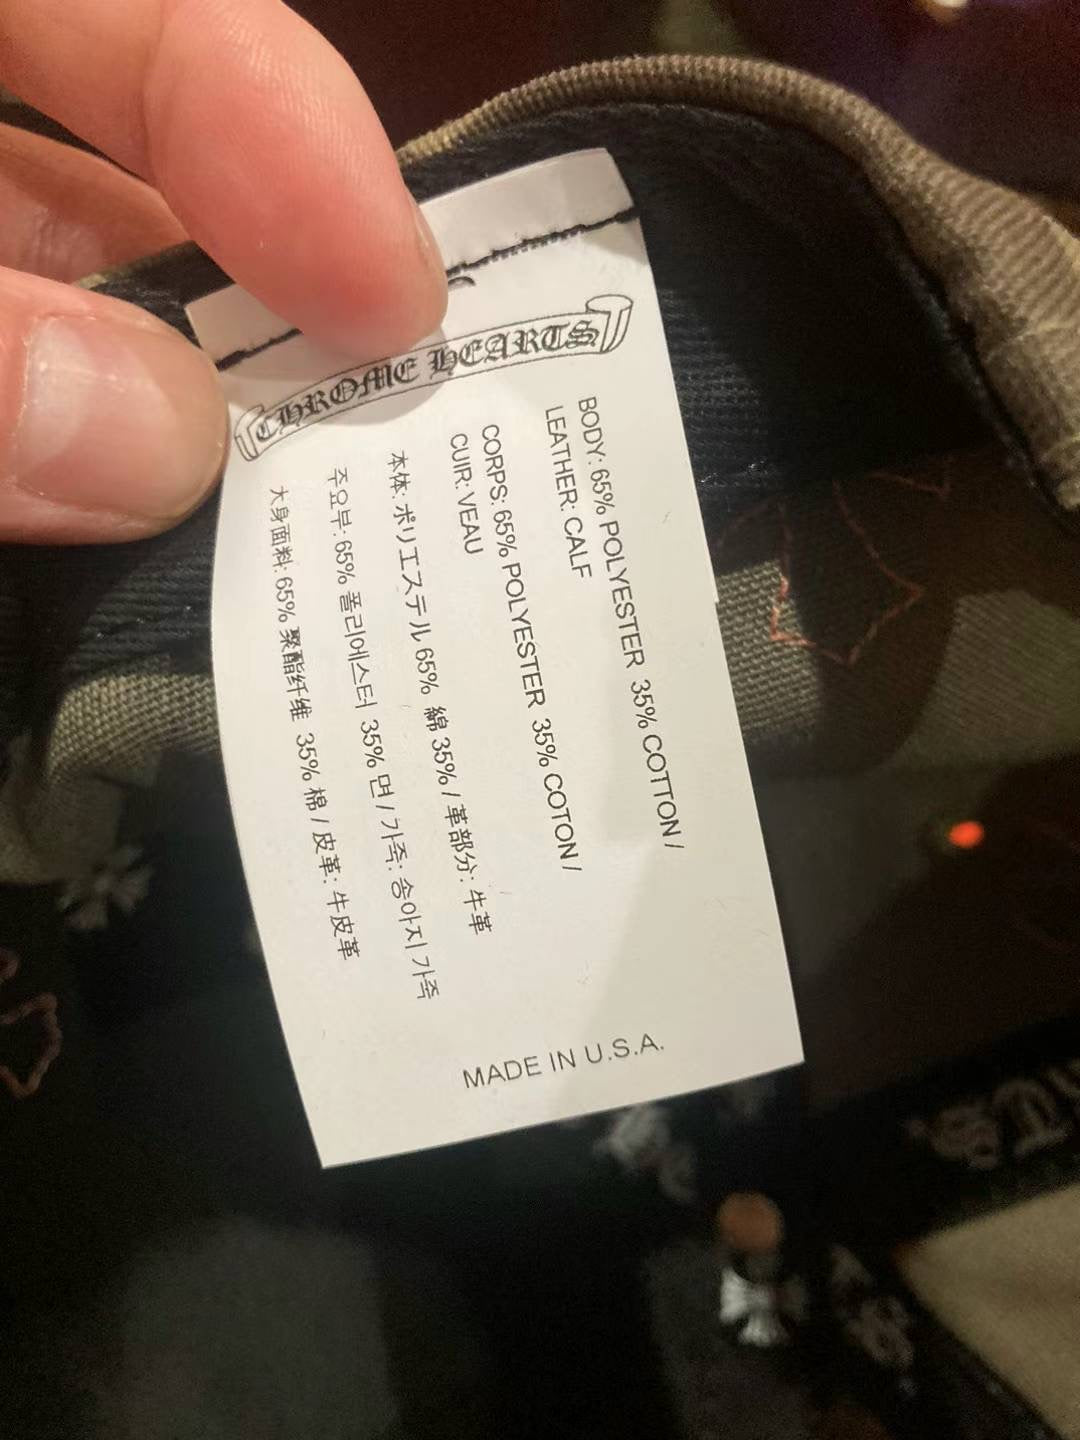 CHROME HEARTS
BODY: 65% POLYESTER 35% COTTON /
LEATHER: CALF
CORPS: 65% POLYESTER 35% COTON /
CUIR: VEAU
本体: ポリエステル 65% 綿 35% / 革部分: 牛革
주요부: 65% 폴리에스터 35% 면 / 가죽: 송아지 가죽
大身面料: 65% 聚酯纤维 35% 棉 / 皮革: 牛皮革
MADE IN U.S.A.